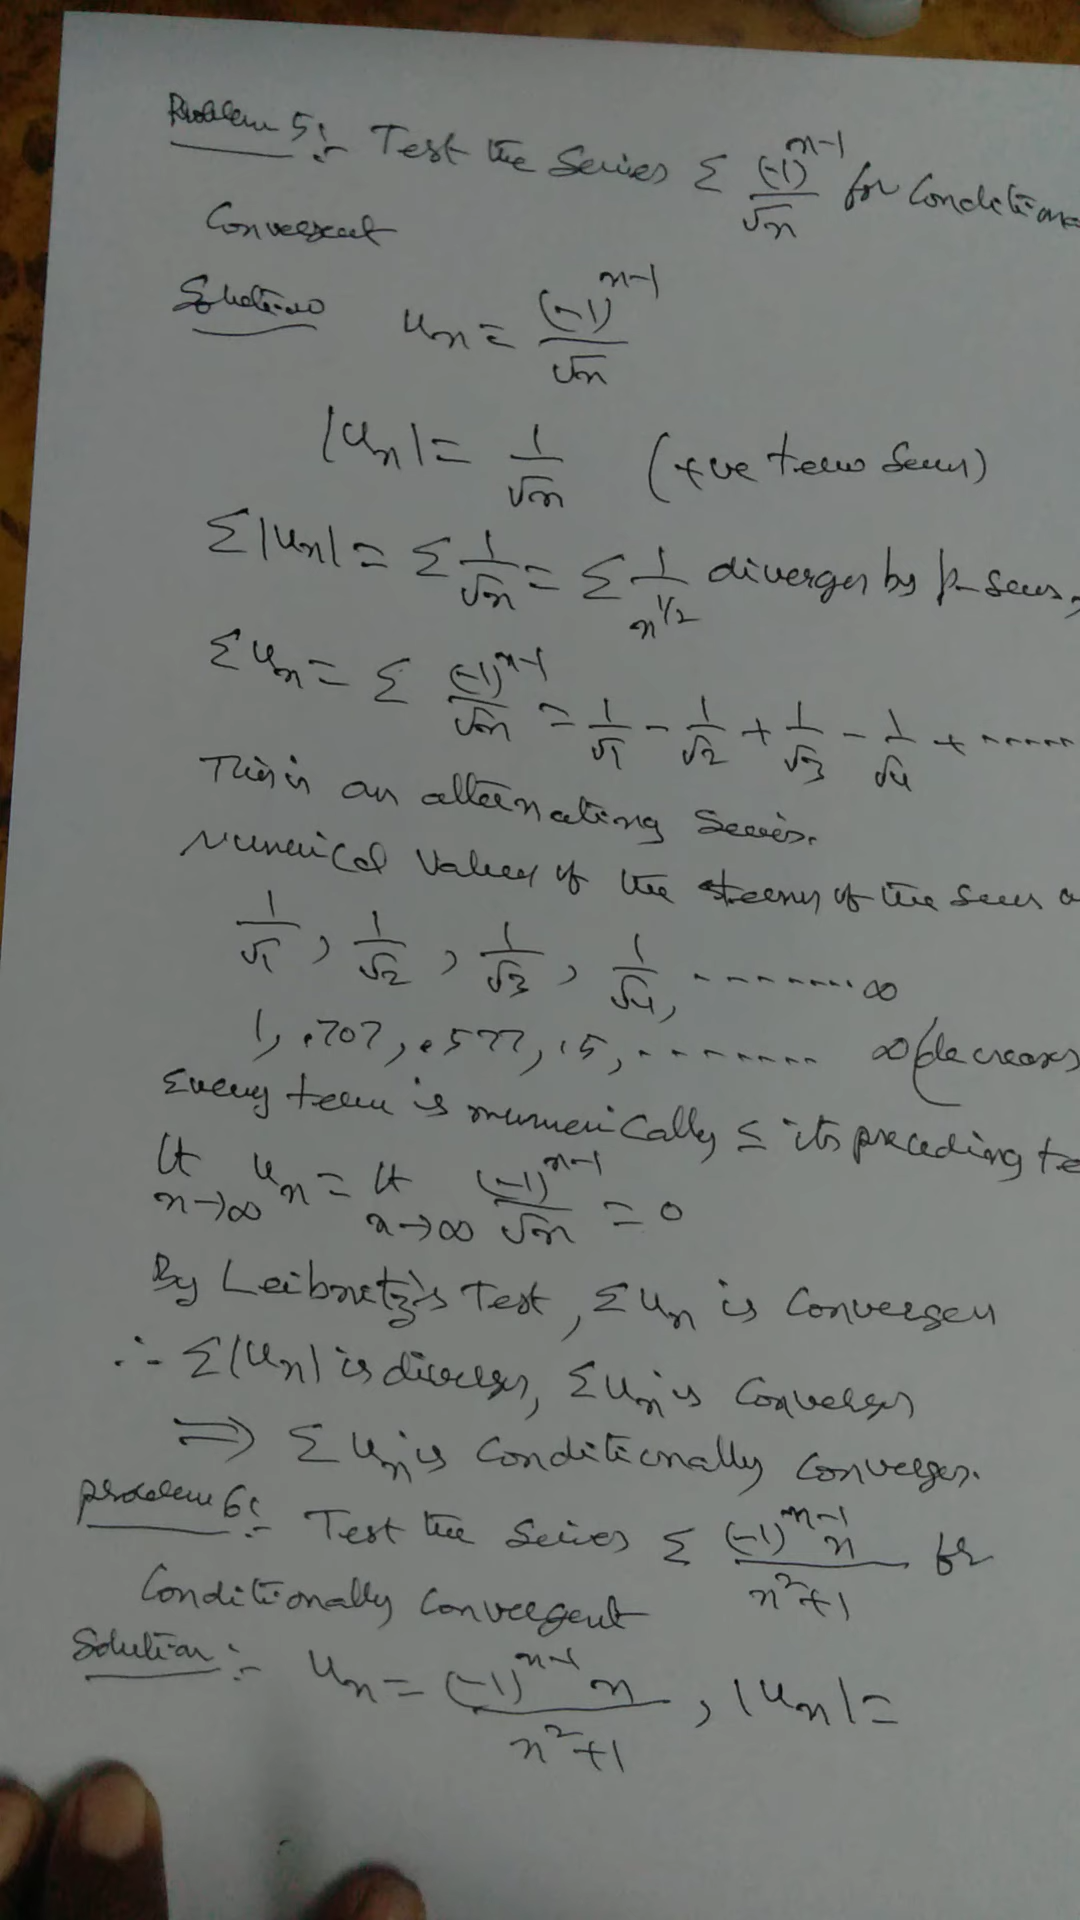 Problem 5:- Test the Series Σ (-1)^(n-1)/√n for Conditiona
Convergent
Solution uₙ = (-1)^(n-1)/√n
|uₙ| = 1/√n (+ve term series)
Σ|uₙ| = Σ 1/√n = Σ 1/n^(1/2) diverges by p-series,
Σuₙ = Σ (-1)^(n-1)/√n = 1/√1 - 1/√2 + 1/√3 - 1/√4 + ......
This is an alternating series.
Numerical Values of the terms of the series a
1/√1, 1/√2, 1/√3, 1/√4, ........∞
1, .707, .577, .5, ........ ∞ (decreases
Every term is numerically ≤ its preceding te
lt n→∞ uₙ = lt n→∞ (-1)^(n-1)/√n = 0
By Leibnetz's Test, Σuₙ is Convergen
∴ Σ|uₙ| is diverges, Σuₙ is Converges
⟹ Σuₙ is Conditionally Converges.
problem 6:- Test the Series Σ (-1)^(n-1) n/n²+1 for
Conditionally Convergent
Solution:- uₙ = (-1)^(n-1) n/n²+1, |uₙ| =